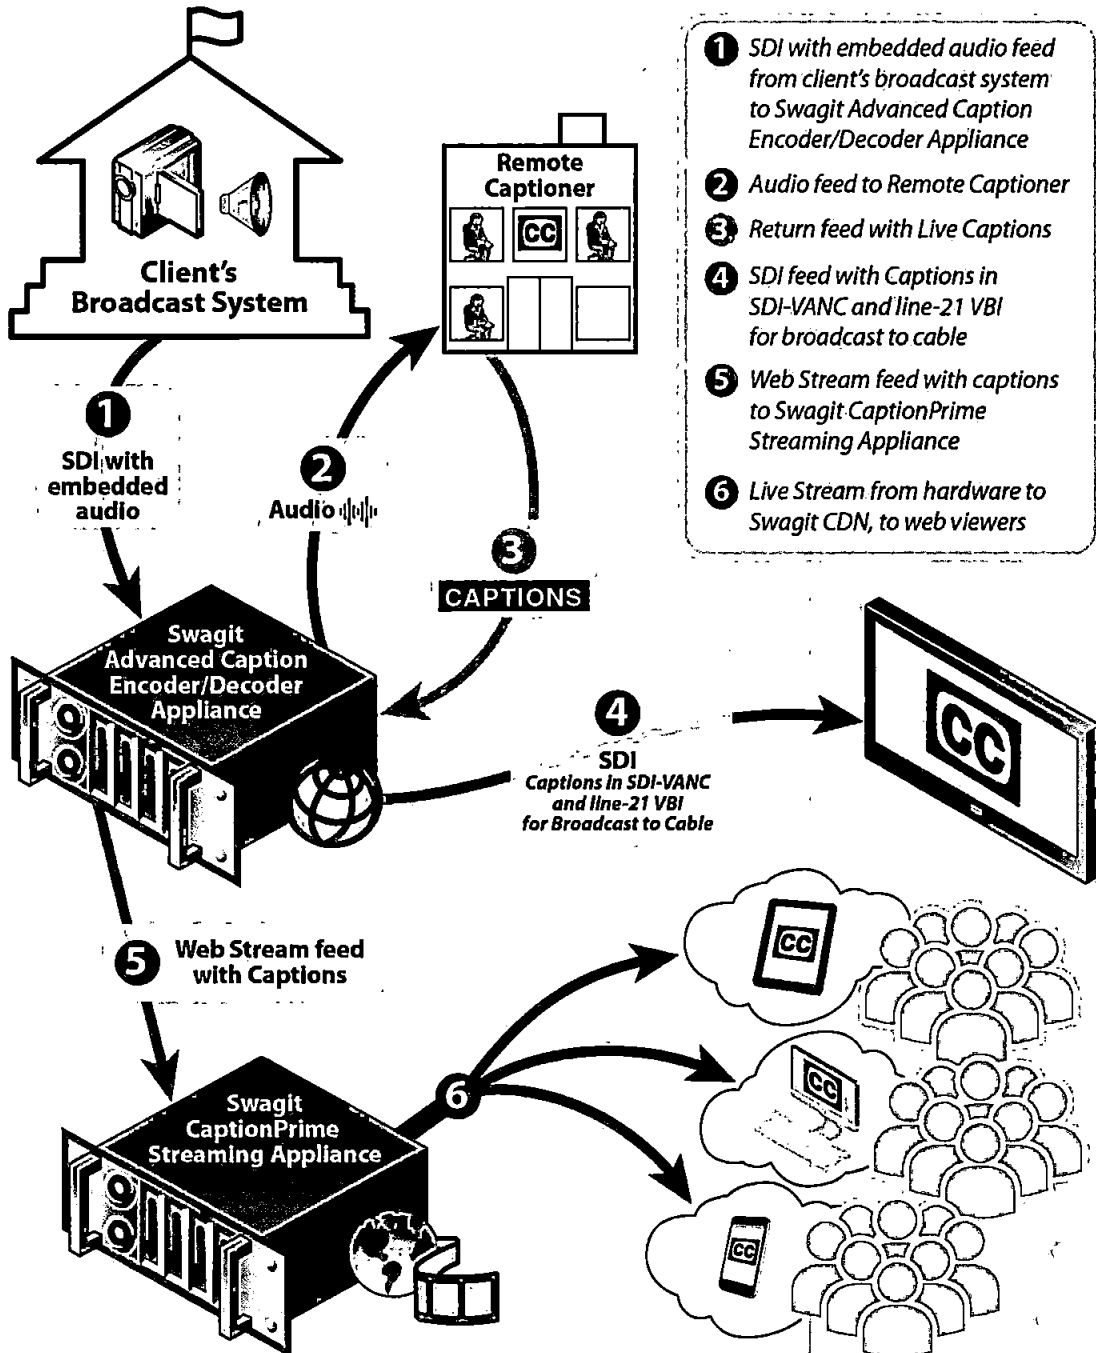 1 SDI with embedded audio feed
from client's broadcast system
to Swagit Advanced Caption
Encoder/Decoder Appliance
2 Audio feed to Remote Captioner
3 Return feed with Live Captions
4 SDI feed with Captions in
SDI-VANC and line-21 VBI
for broadcast to cable
5 Web Stream feed with captions
to Swagit CaptionPrime
Streaming Appliance
6 Live Stream from hardware to
Swagit CDN, to web viewers
Remote
Captioner
CC
Client's
Broadcast System
1
SDI with
embedded
audio
2
Audio
3
CAPTIONS
Swagit
Advanced Caption
Encoder/Decoder
Appliance
4
SDI
Captions in SDI-VANC
and line-21 VBI
for Broadcast to Cable
CC
5
Web Stream feed
with Captions
CC
CC
6
Swagit
CaptionPrime
Streaming Appliance
CC